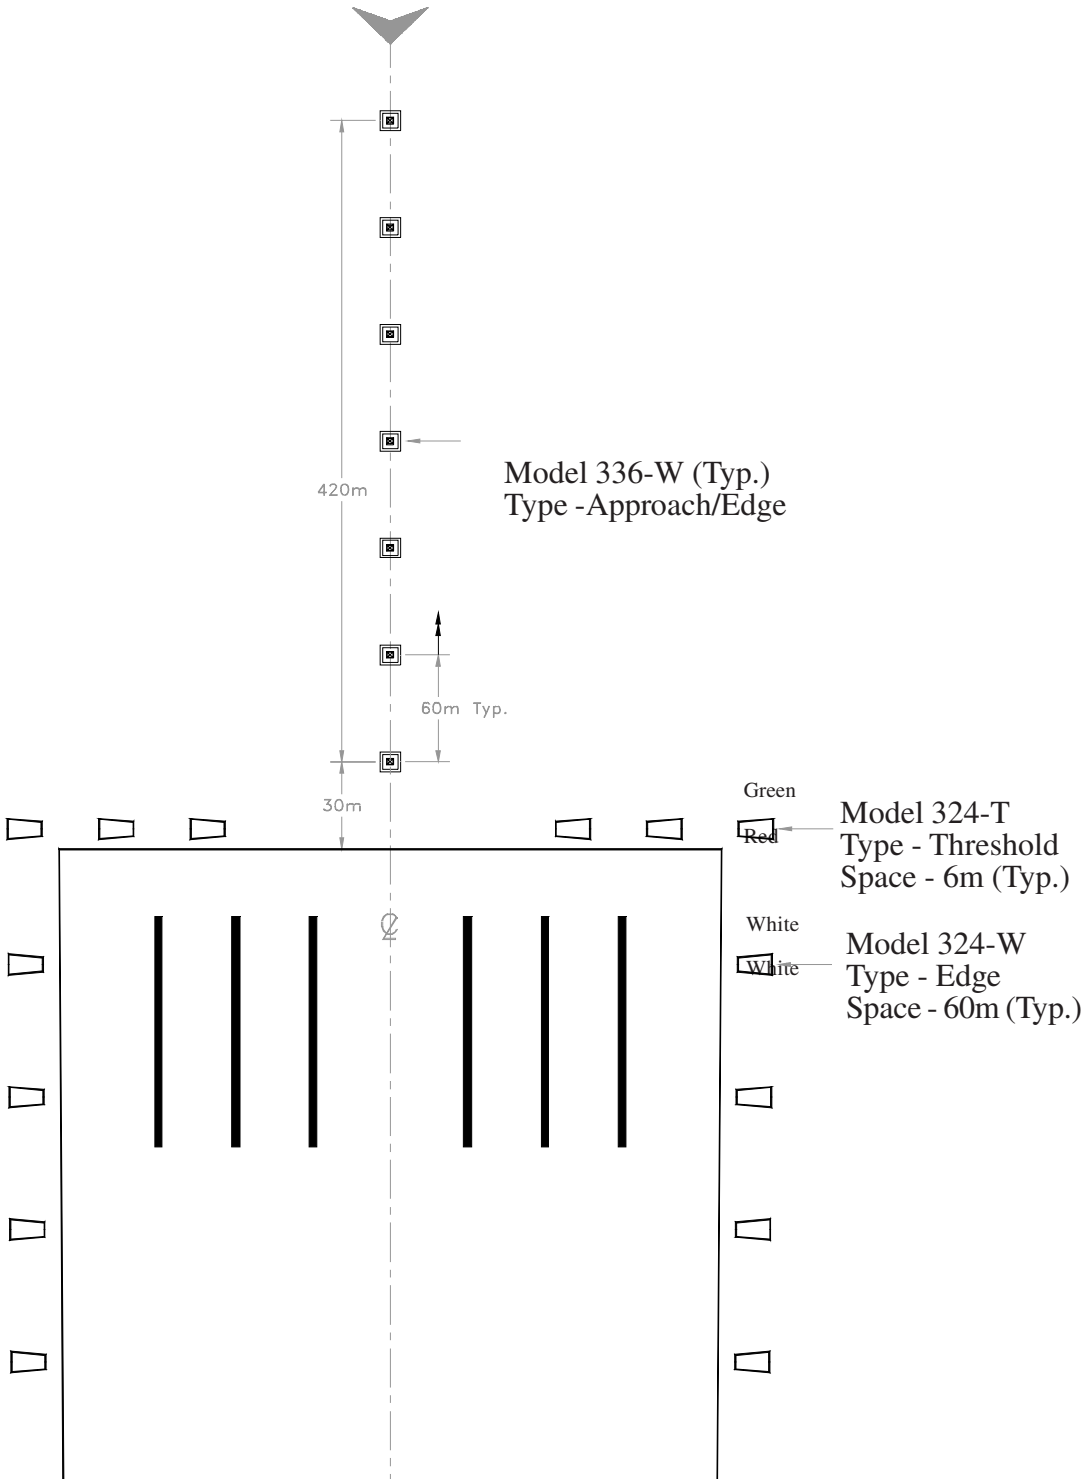 420m
Model 336-W (Typ.)
Type -Approach/Edge
60m Typ.
30m
Green
Red
Model 324-T
Type - Threshold
Space - 6m (Typ.)
White
White
Model 324-W
Type - Edge
Space - 60m (Typ.)
℄